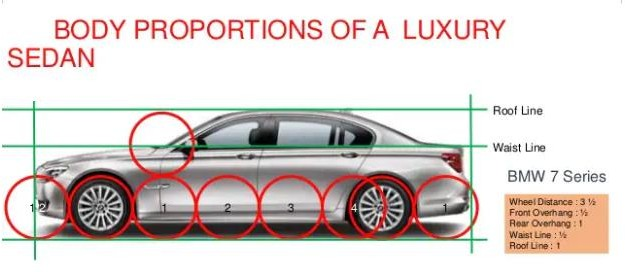 BODY PROPORTIONS OF A LUXURY
SEDAN
Roof Line
Waist Line
BMW 7 Series
1 2 3 4 1
Wheel Distance : 3 ½
Front Overhang : ½
Rear Overhang : 1
Waist Line : ½
Roof Line : 1